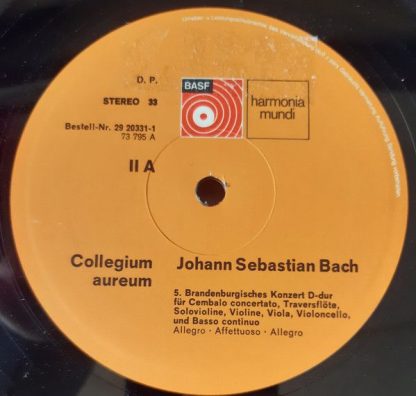 D. P.
STEREO 33
BASF
harmonia
mundi
Bestell-Nr. 29 20331-1
73 795 A
II A
Collegium
aureum
Johann Sebastian Bach
5. Brandenburgisches Konzert D-dur
für Cembalo concertato, Traversflöte,
Solovioline, Violine, Viola, Violoncello,
und Basso continuo
Allegro · Affettuoso · Allegro